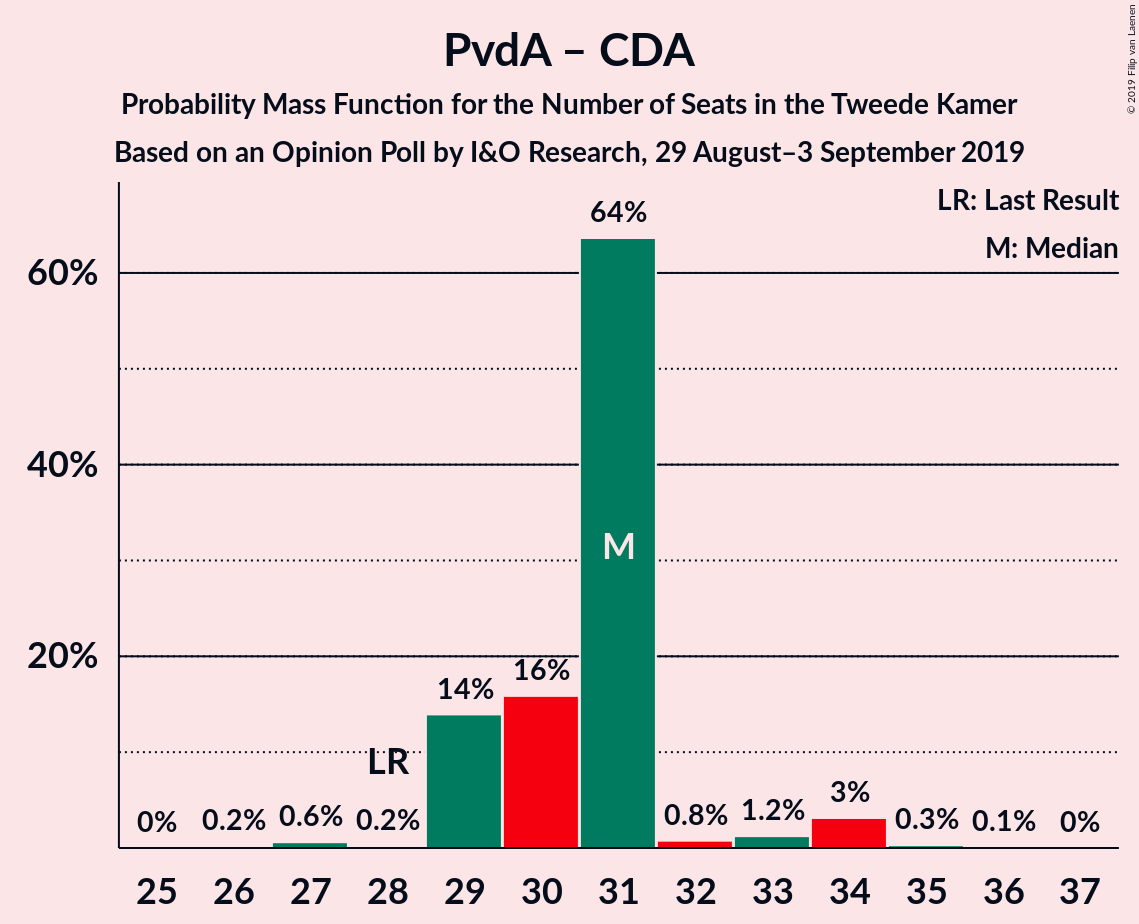 PvdA – CDA
Probability Mass Function for the Number of Seats in the Tweede Kamer
Based on an Opinion Poll by I&O Research, 29 August–3 September 2019
© 2019 Filip van Laenen
LR: Last Result
M: Median
60%
40%
20%
0%
0.2%
0.6%
0.2%
LR
14%
16%
64%
M
0.8%
1.2%
3%
0.3%
0.1%
0%
25 26 27 28 29 30 31 32 33 34 35 36 37